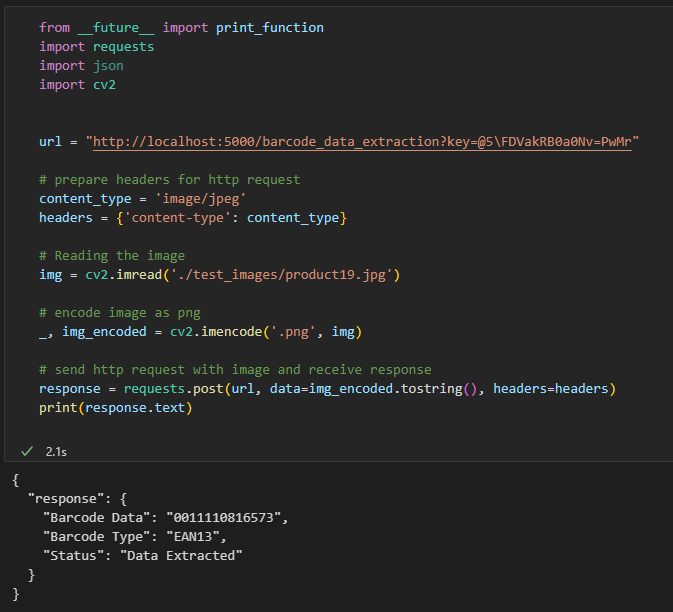 from __future__ import print_function
import requests
import json
import cv2
url = "http://localhost:5000/barcode_data_extraction?key=@5\FDVakRB0a0Nv=PwMr"
# prepare headers for http request
content_type = 'image/jpeg'
headers = {'content-type': content_type}
# Reading the image
img = cv2.imread('./test_images/product19.jpg')
# encode image as png
_, img_encoded = cv2.imencode('.png', img)
# send http request with image and receive response
response = requests.post(url, data=img_encoded.tostring(), headers=headers)
print(response.text)
2.1s
{
  "response": {
    "Barcode Data": "0011110816573",
    "Barcode Type": "EAN13",
    "Status": "Data Extracted"
  }
}